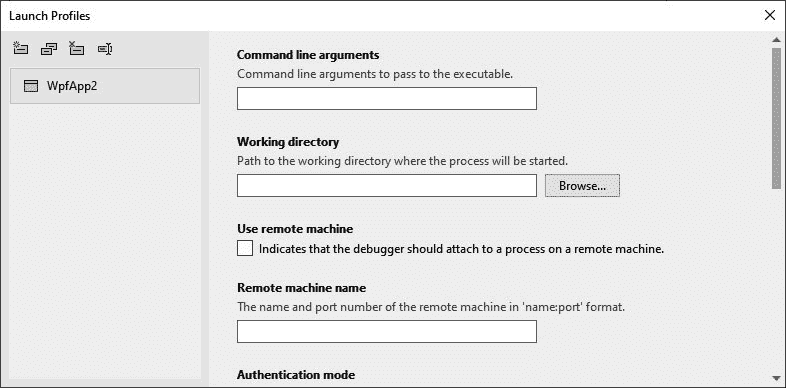 Launch Profiles
WpfApp2
Command line arguments
Command line arguments to pass to the executable.
Working directory
Path to the working directory where the process will be started.
Browse...
Use remote machine
Indicates that the debugger should attach to a process on a remote machine.
Remote machine name
The name and port number of the remote machine in 'name:port' format.
Authentication mode